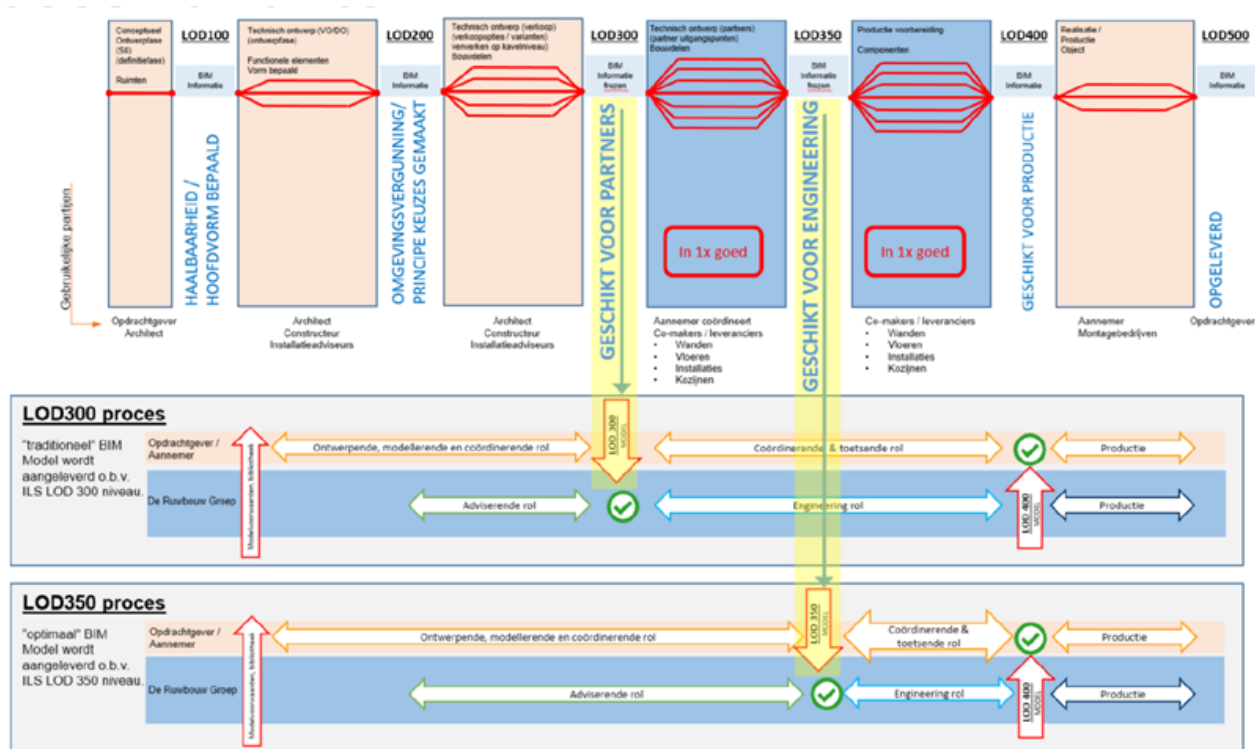 Conceptueel
Ontwerpfase
(SO)
(definitiefase)
Ruimten
LOD100
BIM
Informatie
Technisch ontwerp (VO/DO)
(ontwerpfase)
Functionele elementen
Vorm bepaald
LOD200
BIM
Informatie
Technisch ontwerp (verkoop)
(verkoopopties / varianten)
verwerken op kavelniveau)
Bouwdelen
LOD300
BIM
Informatie
frozen
Technisch ontwerp (partners)
(partner uitgangspunten)
Bouwdelen
LOD350
BIM
Informatie
frozen
Productie voorbereiding
Componenten
LOD400
BIM
Informatie
Realisatie /
Productie
Object
LOD500
BIM
Informatie
Gebruikelijke partijen
HAALBAARHEID /
HOOFDVORM BEPAALD
OMGEVINGSVERGUNNING/
PRINCIPE KEUZES GEMAAKT
GESCHIKT VOOR PARTNERS
In 1x goed
GESCHIKT VOOR ENGINEERING
In 1x goed
GESCHIKT VOOR PRODUCTIE
OPGELEVERD
Opdrachtgever
Architect
Architect
Constructeur
Installatieadviseurs
Architect
Constructeur
Installatieadviseurs
Aannemer coördineert
Co-makers / leveranciers
• Wanden
• Vloeren
• Installaties
• Kozijnen
Co-makers / leveranciers
• Wanden
• Vloeren
• Installaties
• Kozijnen
Aannemer
Montagebedrijven
Opdrachtgever
LOD300 proces
"traditioneel" BIM
Model wordt
aangeleverd o.b.v.
ILS LOD 300 niveau.
Opdrachtgever /
Aannemer
De Ruwbouw Groep
Modelvoorwaarden, bibliotheek
Ontwerpende, modellerende en coördinerende rol
LOD 300
MODEL
Coördinerende & toetsende rol
Productie
Adviserende rol
Engineering rol
LOD 400
MODEL
Productie
LOD350 proces
"optimaal" BIM
Model wordt
aangeleverd o.b.v.
ILS LOD 350 niveau.
Opdrachtgever /
Aannemer
De Ruwbouw Groep
Modelvoorwaarden, bibliotheek
Ontwerpende, modellerende en coördinerende rol
LOD 350
MODEL
Coördinerende &
toetsende rol
Productie
Adviserende rol
Engineering rol
LOD 400
MODEL
Productie